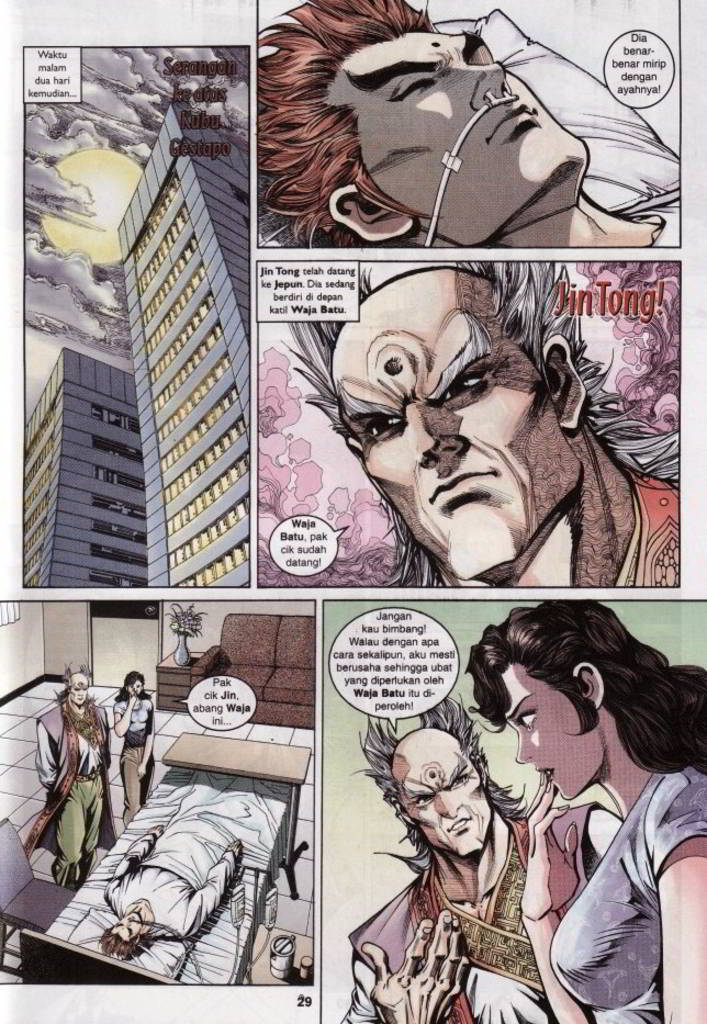 Waktu
malam
dua hari
kemudian...
Serangan
ke atas
Kubu
Gestapo
Dia
benar-
benar mirip
dengan
ayahnya!
Jin Tong telah datang
ke Jepun. Dia sedang
berdiri di depan
katil Waja Batu.
Jin Tong!
Waja
Batu, pak
cik sudah
datang!
Pak
cik Jin,
abang Waja
ini...
Jangan
kau bimbang!
Walau dengan apa
cara sekalipun, aku mesti
berusaha sehingga ubat
yang diperlukan oleh
Waja Batu itu di-
peroleh!
29